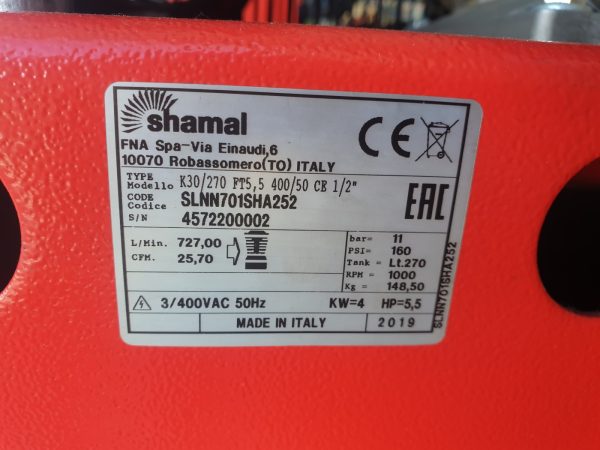 shamal
FNA Spa-Via Einaudi,6
10070 Robassomero(TO) ITALY
CE
EAC
TYPE
Modello K30/270 FT5,5 400/50 CE 1/2"
CODE
Codice SLNN701SHA252
S/N 4572200002
L/Min. 727,00
CFM. 25,70
bar= 11
PSI= 160
Tank = Lt.270
RPM = 1000
Kg = 148,50
SLNN701SHA252
3/400VAC 50Hz KW=4 HP=5,5
MADE IN ITALY 2019